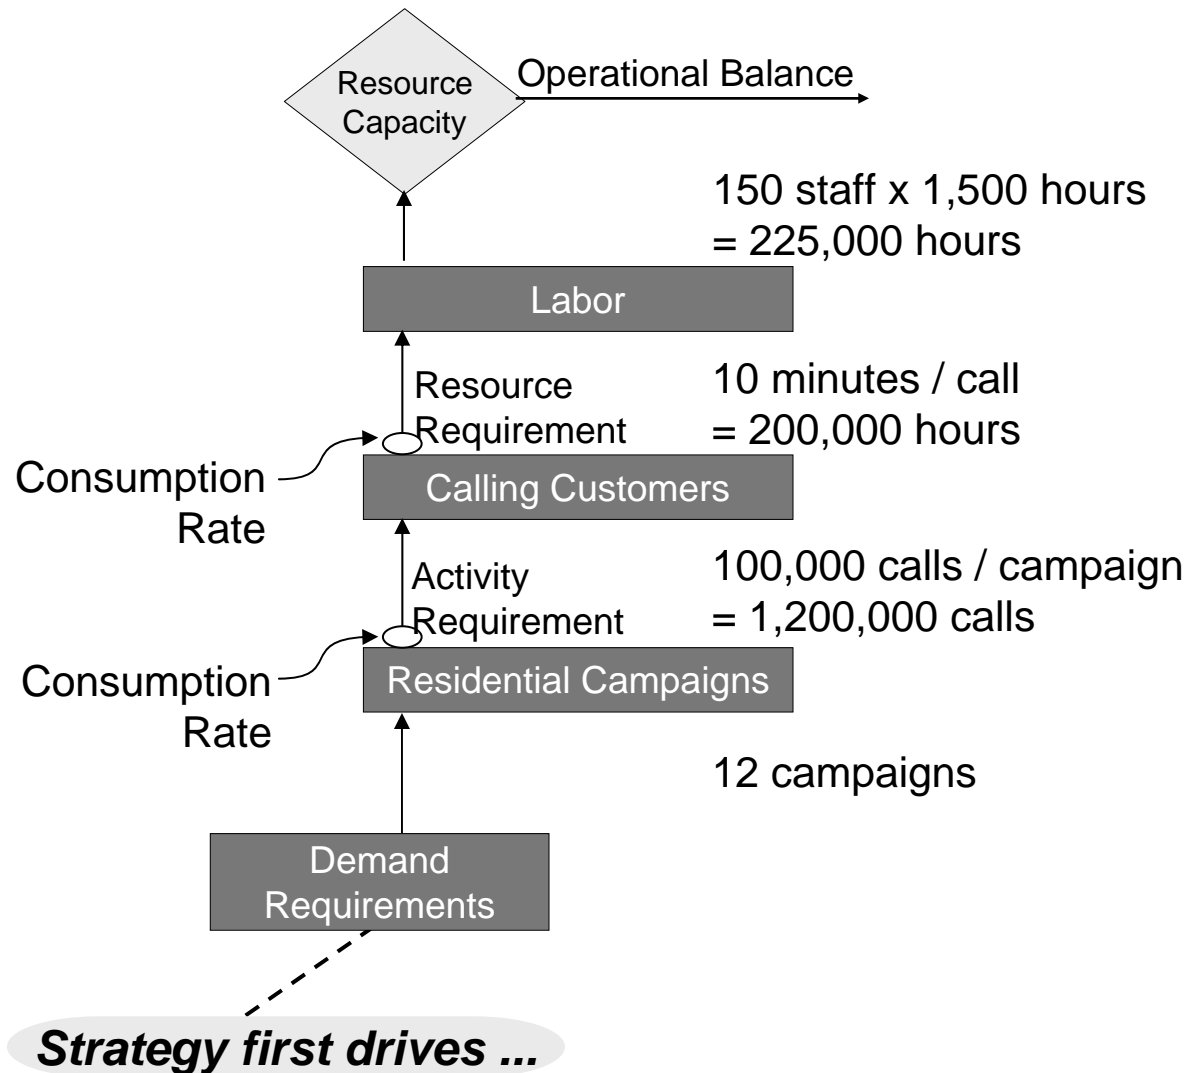 Resource
Capacity
Operational Balance
150 staff x 1,500 hours
= 225,000 hours
Labor
Resource
Requirement
10 minutes / call
= 200,000 hours
Consumption
Rate
Calling Customers
Activity
Requirement
100,000 calls / campaign
= 1,200,000 calls
Consumption
Rate
Residential Campaigns
12 campaigns
Demand
Requirements
Strategy first drives ...